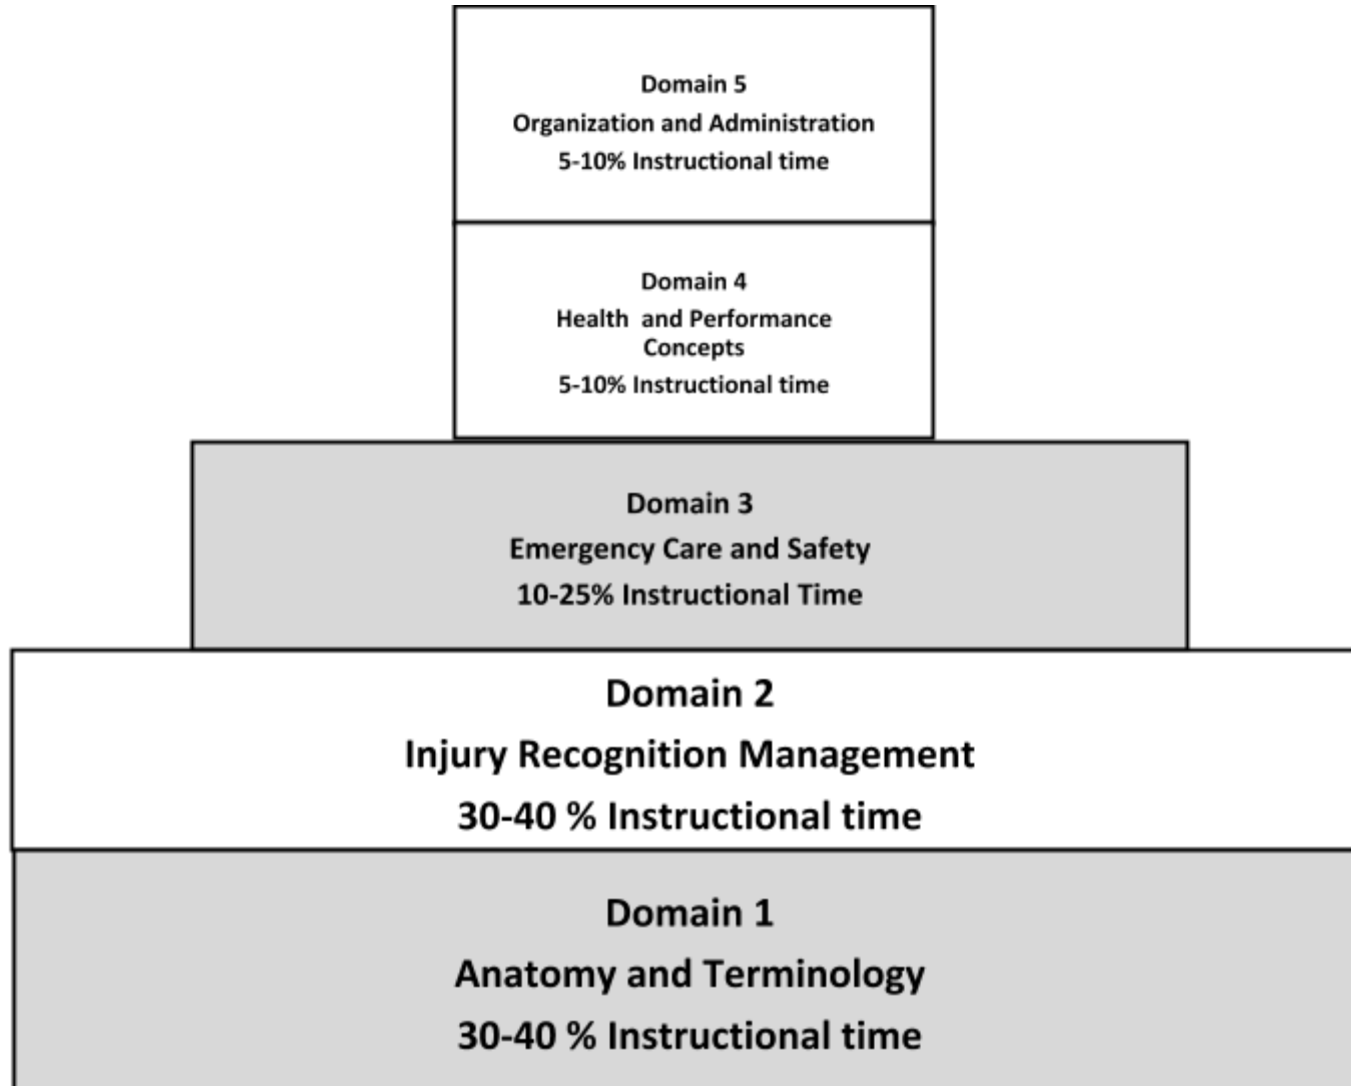 Domain 5
Organization and Administration
5-10% Instructional time
Domain 4
Health  and Performance
Concepts
5-10% Instructional time
Domain 3
Emergency Care and Safety
10-25% Instructional Time
Domain 2
Injury Recognition Management
30-40 % Instructional time
Domain 1
Anatomy and Terminology
30-40 % Instructional time